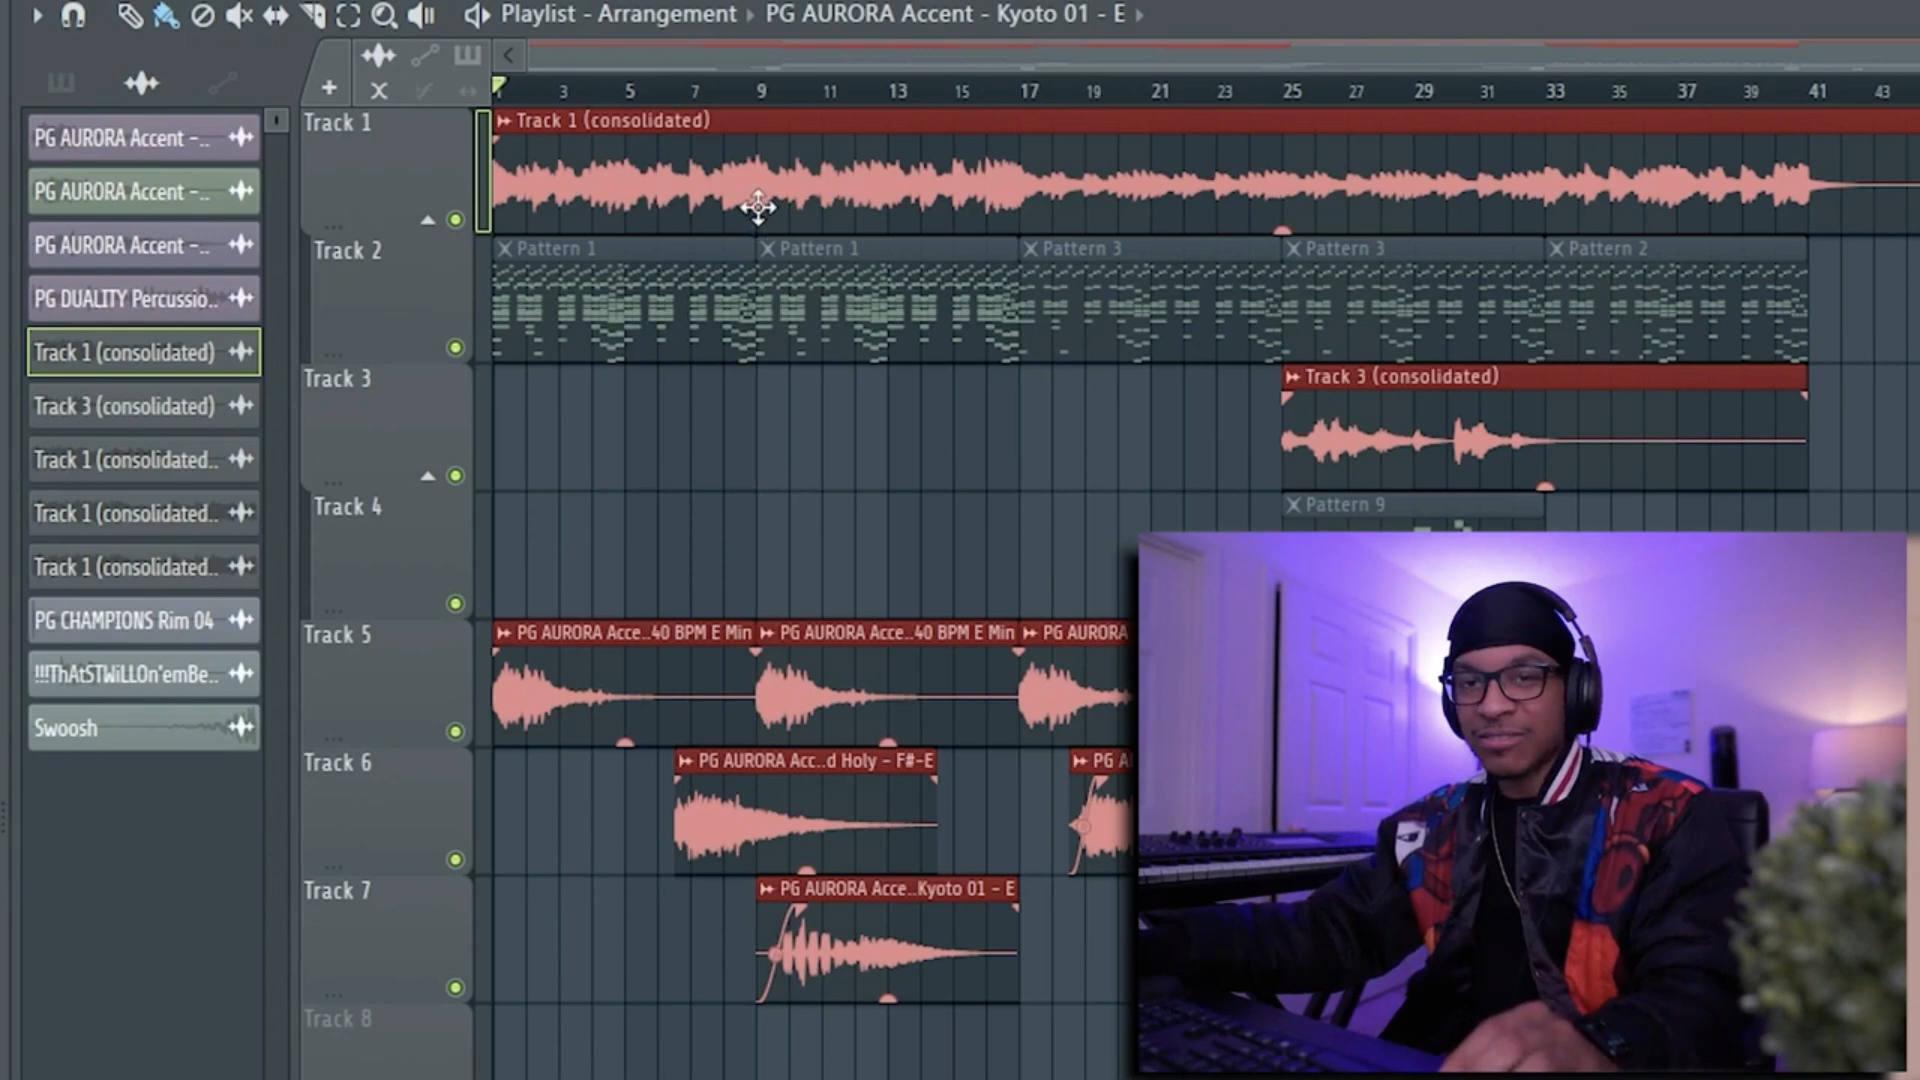 Playlist - Arrangement › PG AURORA Accent - Kyoto 01 - E ›
1 3 5 7 9 11 13 15 17 19 21 23 25 27 29 31 33 35 37 39 41 43
PG AURORA Accent -..
PG AURORA Accent -..
PG AURORA Accent -..
PG DUALITY Percussio..
Track 1 (consolidated)
Track 3 (consolidated)
Track 1 (consolidated..
Track 1 (consolidated..
Track 1 (consolidated..
PG CHAMPIONS Rim 04
!!!ThAtSTWiLLOn'emBe..
Swoosh
Track 1
Track 1 (consolidated)
Track 2
Pattern 1
Pattern 1
Pattern 3
Pattern 3
Pattern 2
Track 3
Track 3 (consolidated)
Track 4
Pattern 9
Track 5
PG AURORA Acce..40 BPM E Min
PG AURORA Acce..40 BPM E Min
PG AURORA
Track 6
PG AURORA Acc..d Holy - F#-E
Track 7
PG AURORA Acce..Kyoto 01 - E
Track 8